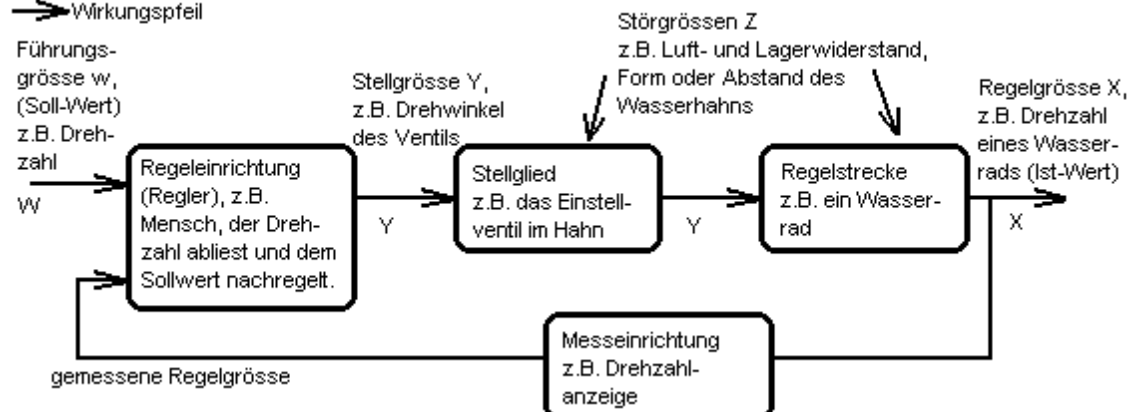 Wirkungspfeil
Führungs-
grösse w,
(Soll-Wert)
z.B. Dreh-
zahl
W
Regeleinrichtung
(Regler), z.B.
Mensch, der Dreh-
zahl abliest und dem
Sollwert nachregelt.
Stellgrösse Y,
z.B. Drehwinkel
des Ventils
Y
Stellglied
z.B. das Einstell-
ventil im Hahn
Störgrössen Z
z.B. Luft- und Lagerwiderstand,
Form oder Abstand des
Wasserhahns
Y
Regelstrecke
z.B. ein Wasser-
rad
Regelgrösse X,
z.B. Drehzahl
eines Wasser-
rads (Ist-Wert)
X
Messeinrichtung
z.B. Drehzahl-
anzeige
gemessene Regelgrösse